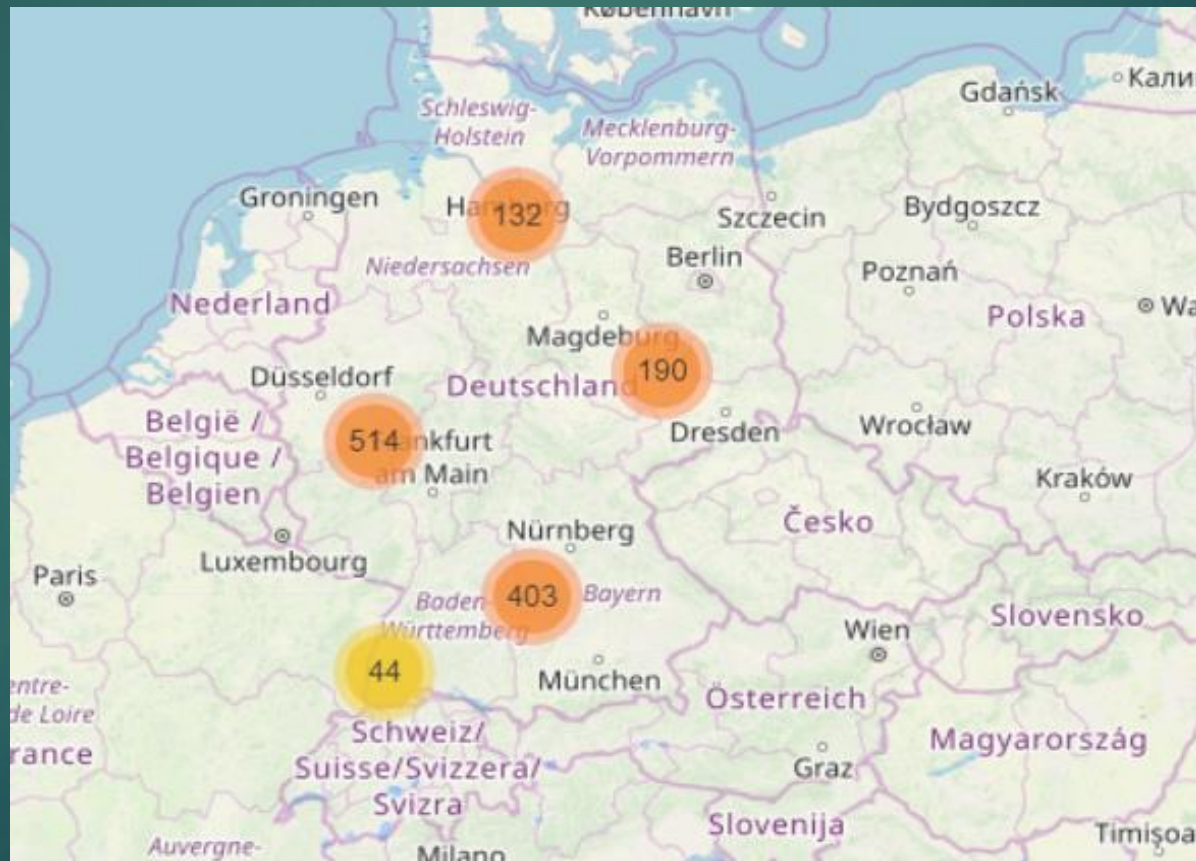 København
Gdańsk
Кали
Schleswig-
Holstein
Mecklenburg-
Vorpommern
Groningen
132
Szczecin
Bydgoszcz
Niedersachsen
Berlin
Poznań
Nederland
Polska
Wa
Magdeburg
190
Düsseldorf
Deutschland
België /
Belgique /
Belgien
514
nkfurt
am Main
Dresden
Wrocław
Kraków
Česko
Nürnberg
Luxembourg
Paris
403
Baden-
Württemberg
Bayern
Slovensko
Wien
44
München
Österreich
entre-
de Loire
rance
Schweiz/
Suisse/Svizzera/
Svizra
Magyarország
Graz
Slovenija
Timișoa
Auvergne-
Milano